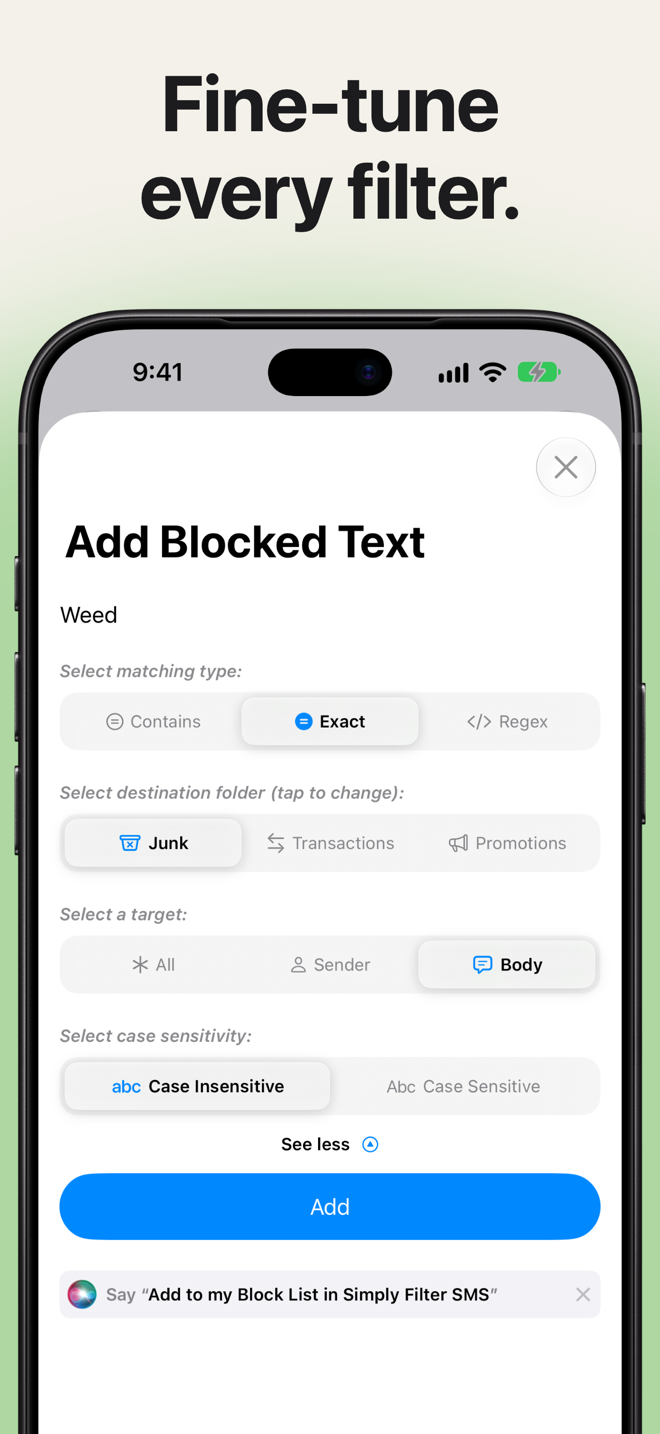 Fine-tune
every filter.
9:41
Add Blocked Text
Weed
Select matching type:
Contains Exact </> Regex
Select destination folder (tap to change):
Junk Transactions Promotions
Select a target:
All Sender Body
Select case sensitivity:
abc Case Insensitive Abc Case Sensitive
See less
Add
Say “Add to my Block List in Simply Filter SMS”